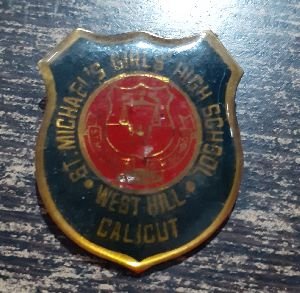 ST. MICHAEL'S GIRLS HIGH SCHOOL
WEST HILL
CALICUT